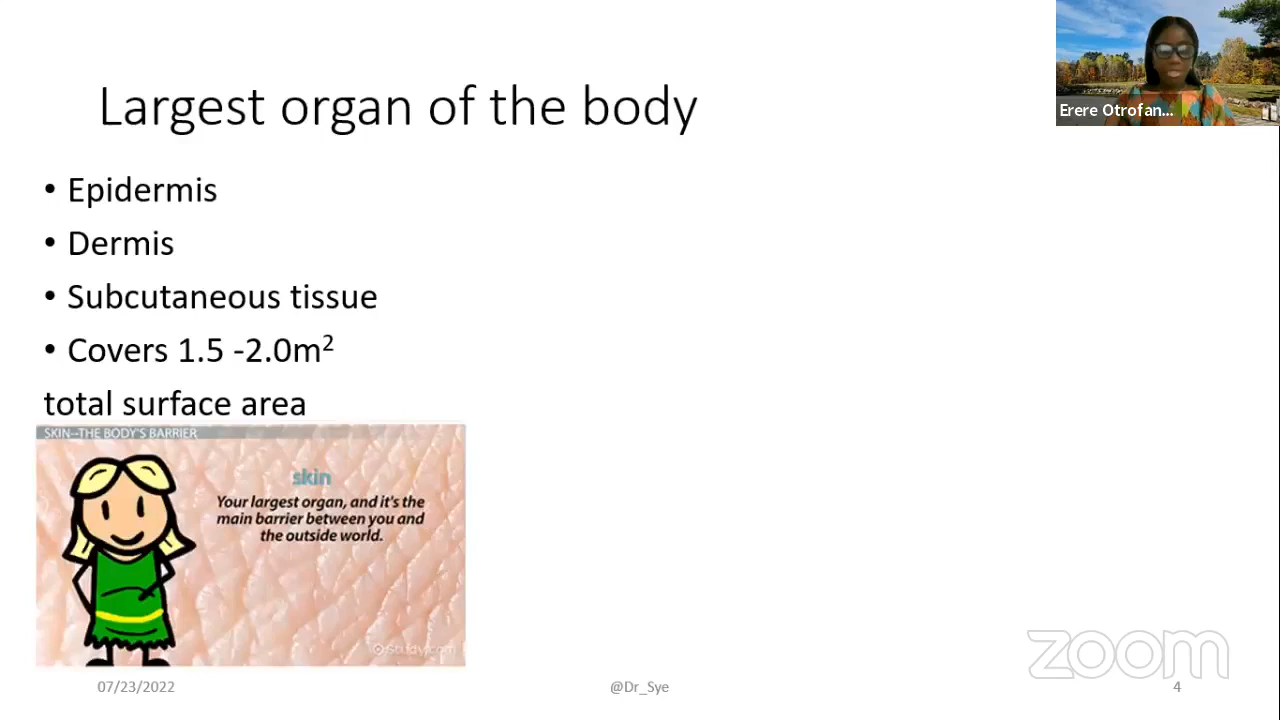 Largest organ of the body
Erere Otrofan...
• Epidermis
• Dermis
• Subcutaneous tissue
• Covers 1.5 -2.0m²
total surface area
SKIN--THE BODY'S BARRIER
skin
Your largest organ, and it's the
main barrier between you and
the outside world.
Study.com
zoom
07/23/2022
@Dr_Sye
4